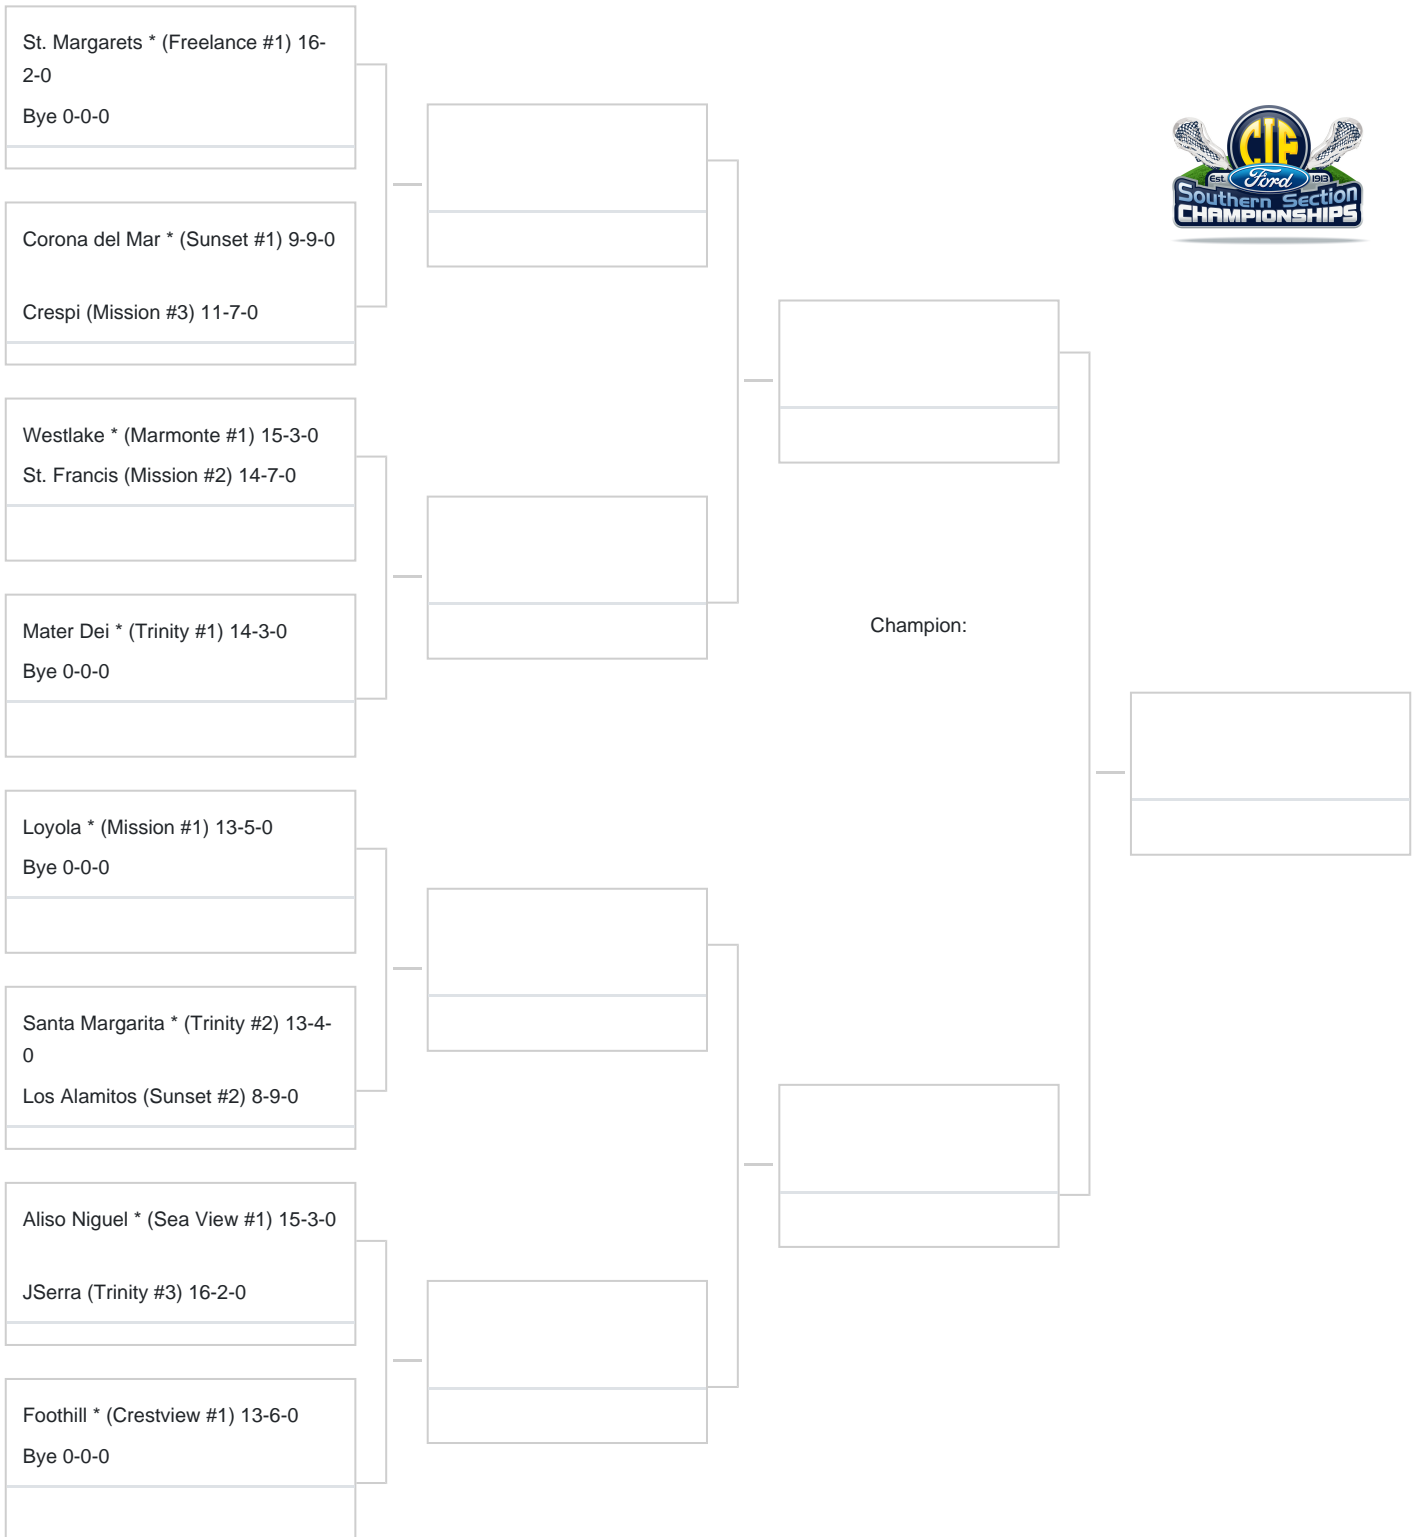 St. Margarets * (Freelance #1) 16-
2-0
Bye 0-0-0
Corona del Mar * (Sunset #1) 9-9-0
Crespi (Mission #3) 11-7-0
Westlake * (Marmonte #1) 15-3-0
St. Francis (Mission #2) 14-7-0
Mater Dei * (Trinity #1) 14-3-0
Bye 0-0-0
Loyola * (Mission #1) 13-5-0
Bye 0-0-0
Santa Margarita * (Trinity #2) 13-4-
0
Los Alamitos (Sunset #2) 8-9-0
Aliso Niguel * (Sea View #1) 15-3-0
JSerra (Trinity #3) 16-2-0
Foothill * (Crestview #1) 13-6-0
Bye 0-0-0
CIF
Est. Ford 1913
Southern Section
CHAMPIONSHIPS
Champion: